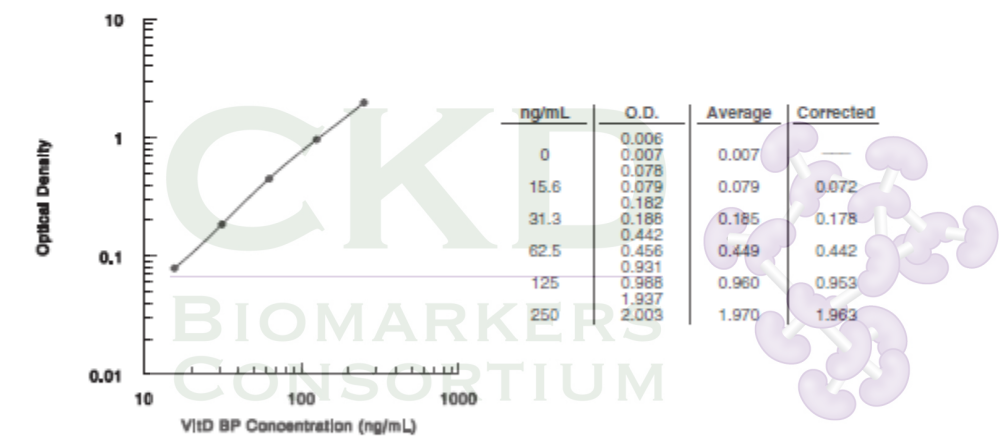 10
1
0.1
0.01
Optical Density
10 100 1000
VitD BP Concentration (ng/mL)
ng/mL O.D. Average Corrected
0.006
0 0.007 0.007 —
0.078
15.6 0.079 0.079 0.072
0.182
31.3 0.188 0.185 0.178
0.442
62.5 0.456 0.449 0.442
0.931
125 0.988 0.960 0.953
1.937
250 2.003 1.970 1.963
CKD
BIOMARKERS
CONSORTIUM